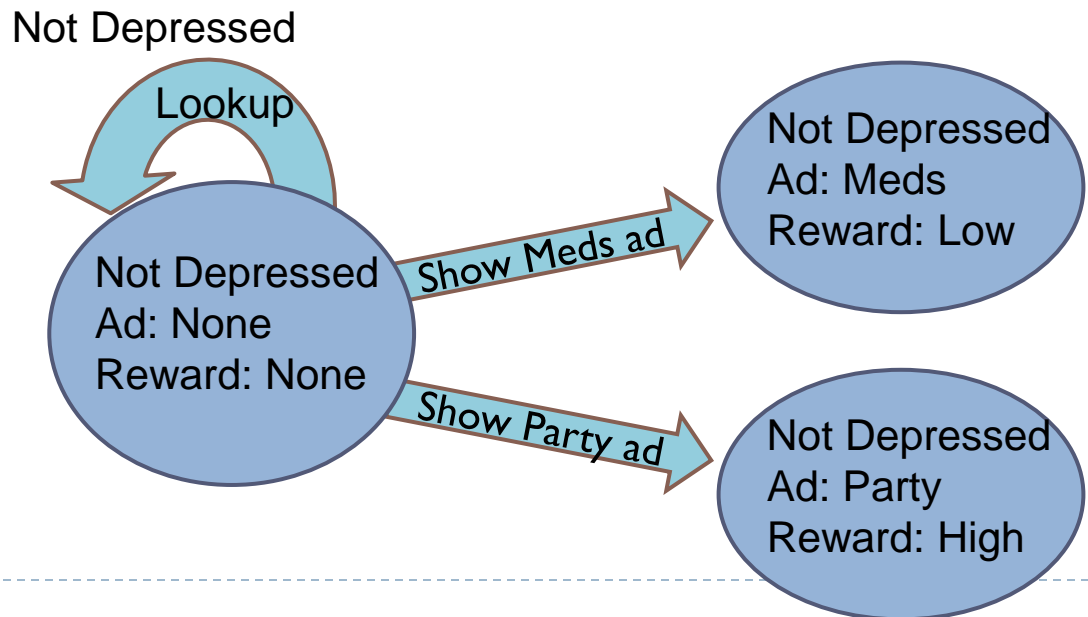 Not Depressed
Lookup
Not Depressed
Ad: None
Reward: None
Show Meds ad
Show Party ad
Not Depressed
Ad: Meds
Reward: Low
Not Depressed
Ad: Party
Reward: High